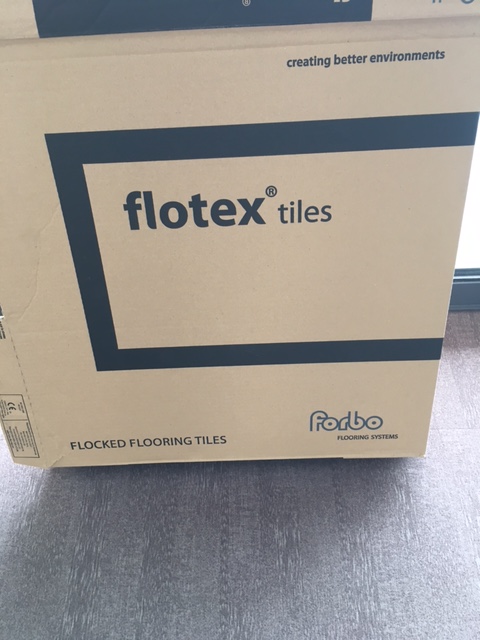 creating better environments
flotex® tiles
Forbo
FLOORING SYSTEMS
FLOCKED FLOORING TILES